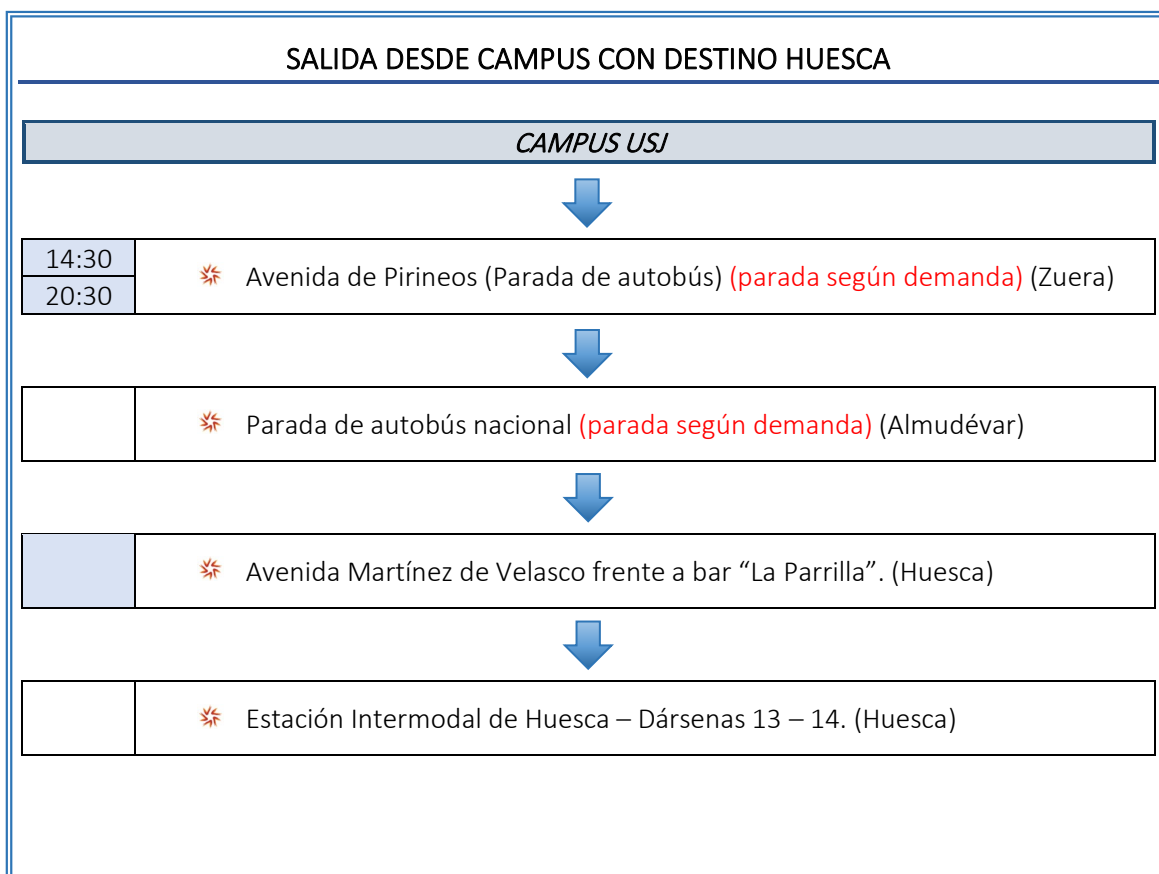 SALIDA DESDE CAMPUS CON DESTINO HUESCA
CAMPUS USJ
14:30
20:30
Avenida de Pirineos (Parada de autobús) (parada según demanda) (Zuera)
Parada de autobús nacional (parada según demanda) (Almudévar)
Avenida Martínez de Velasco frente a bar “La Parrilla”. (Huesca)
Estación Intermodal de Huesca – Dársenas 13 – 14. (Huesca)